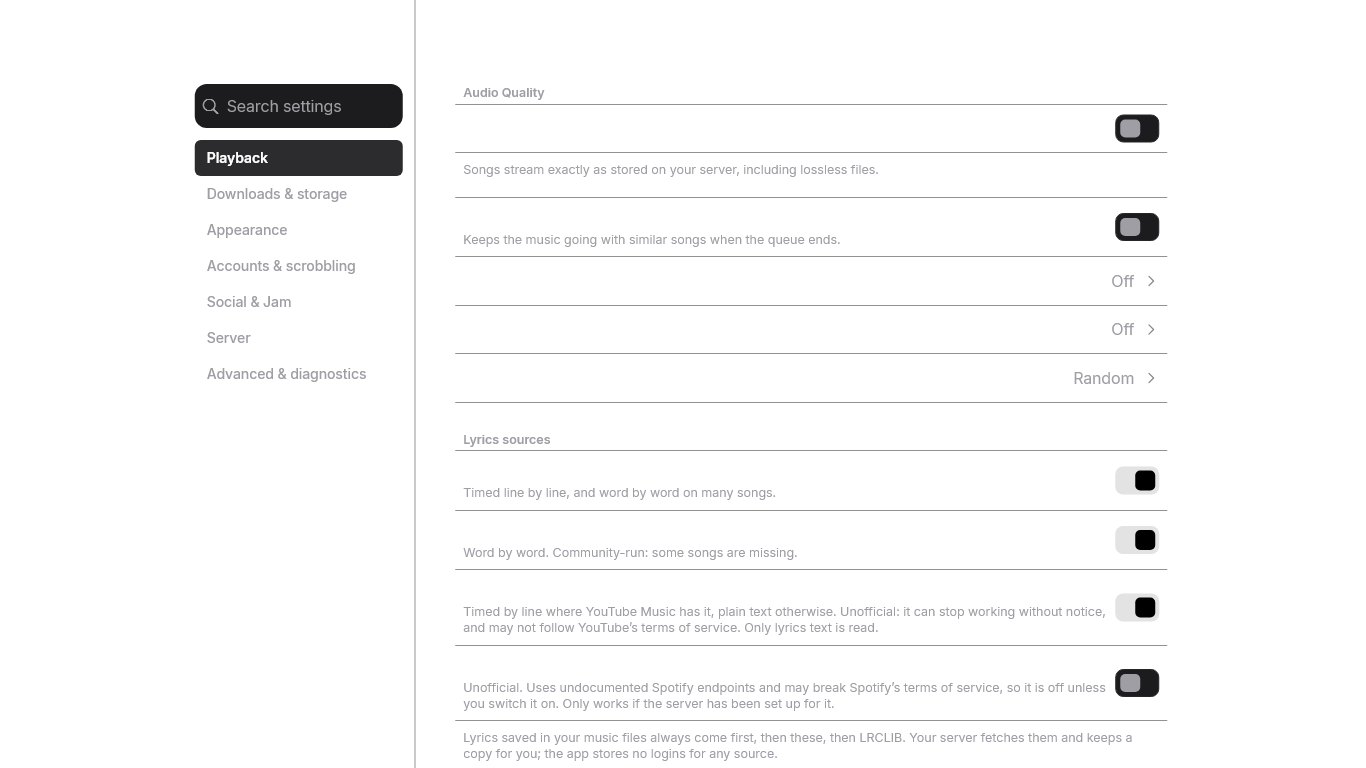 Search settings
Playback
Downloads & storage
Appearance
Accounts & scrobbling
Social & Jam
Server
Advanced & diagnostics
Audio Quality
Songs stream exactly as stored on your server, including lossless files.
Keeps the music going with similar songs when the queue ends.
Off
Off
Random
Lyrics sources
Timed line by line, and word by word on many songs.
Word by word. Community-run: some songs are missing.
Timed by line where YouTube Music has it, plain text otherwise. Unofficial: it can stop working without notice,
and may not follow YouTube’s terms of service. Only lyrics text is read.
Unofficial. Uses undocumented Spotify endpoints and may break Spotify’s terms of service, so it is off unless
you switch it on. Only works if the server has been set up for it.
Lyrics saved in your music files always come first, then these, then LRCLIB. Your server fetches them and keeps a
copy for you; the app stores no logins for any source.